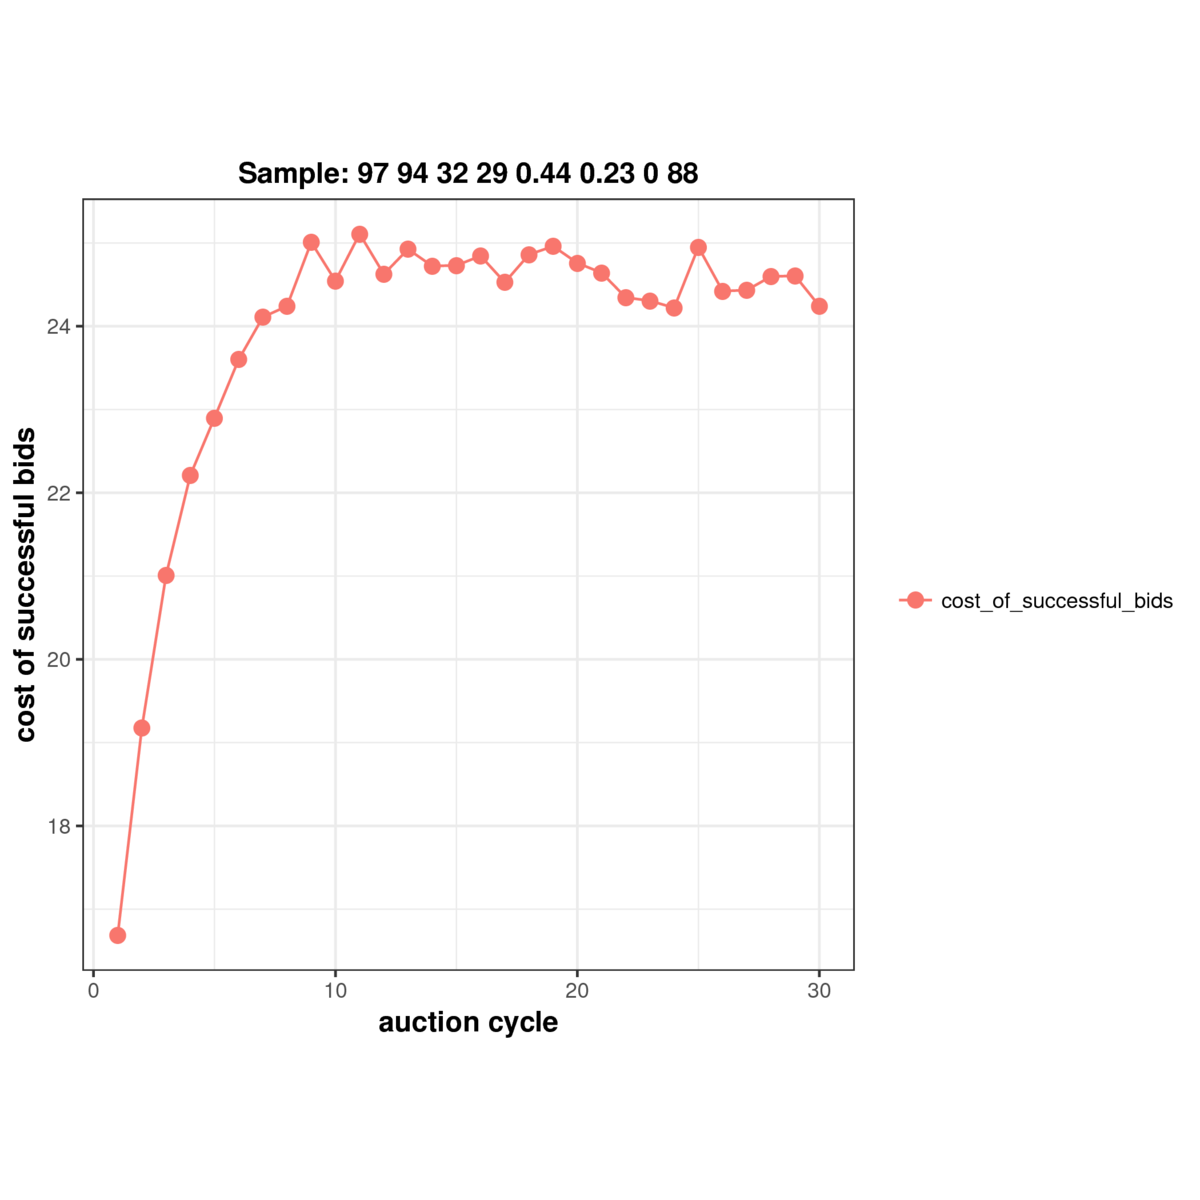 Sample: 97 94 32 29 0.44 0.23 0 88
cost of successful bids
24
22
20
18
0
10
20
30
auction cycle
cost_of_successful_bids